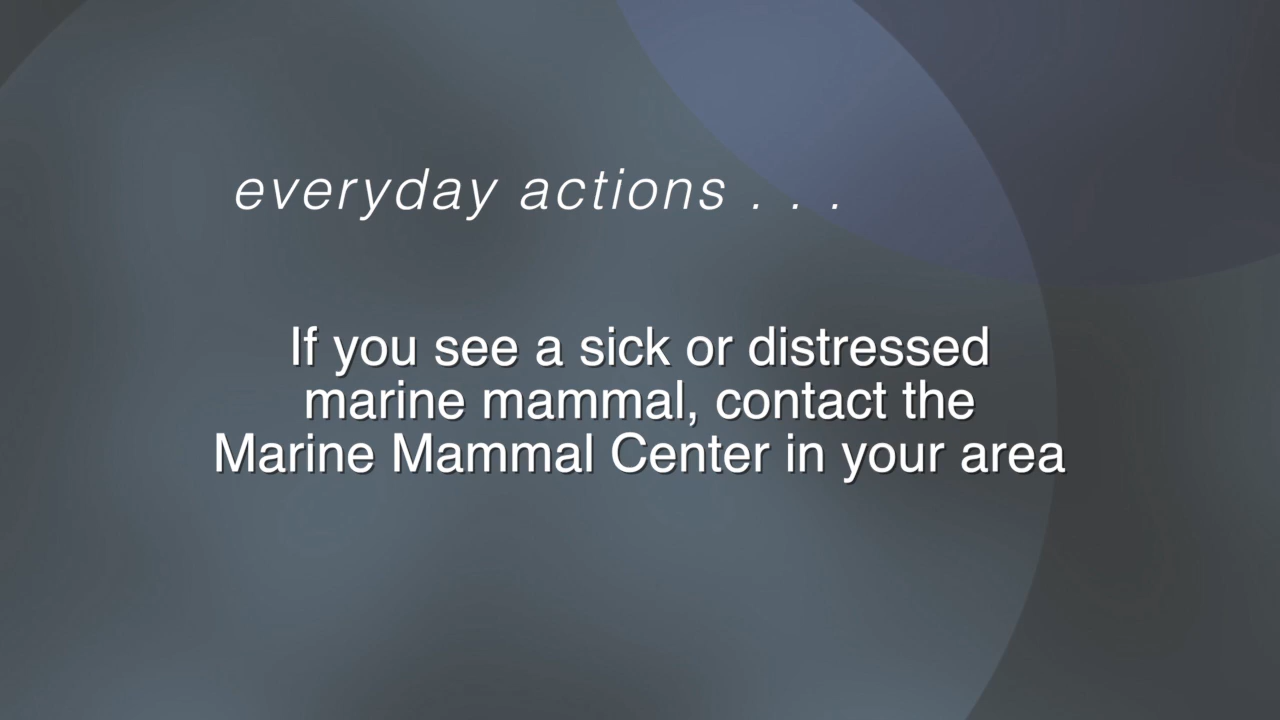 everyday actions . . .
If you see a sick or distressed
marine mammal, contact the
Marine Mammal Center in your area